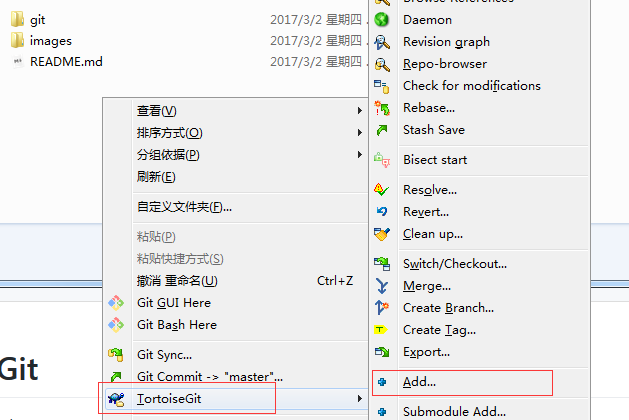 git
2017/3/2 星期四
images
2017/3/2 星期四
README.md
2017/3/2 星期四
查看(V)
排序方式(O)
分组依据(P)
刷新(E)
自定义文件夹(F)...
粘贴(P)
粘贴快捷方式(S)
撤消 重命名(U) Ctrl+Z
Git GUI Here
Git Bash Here
Git Sync...
Git Commit -> "master"...
TortoiseGit
Browse References
Daemon
Revision graph
Repo-browser
Check for modifications
Rebase...
Stash Save
Bisect start
Resolve...
Revert...
Clean up...
Switch/Checkout...
Merge...
Create Branch...
Create Tag...
Export...
Add...
Submodule Add...
Git